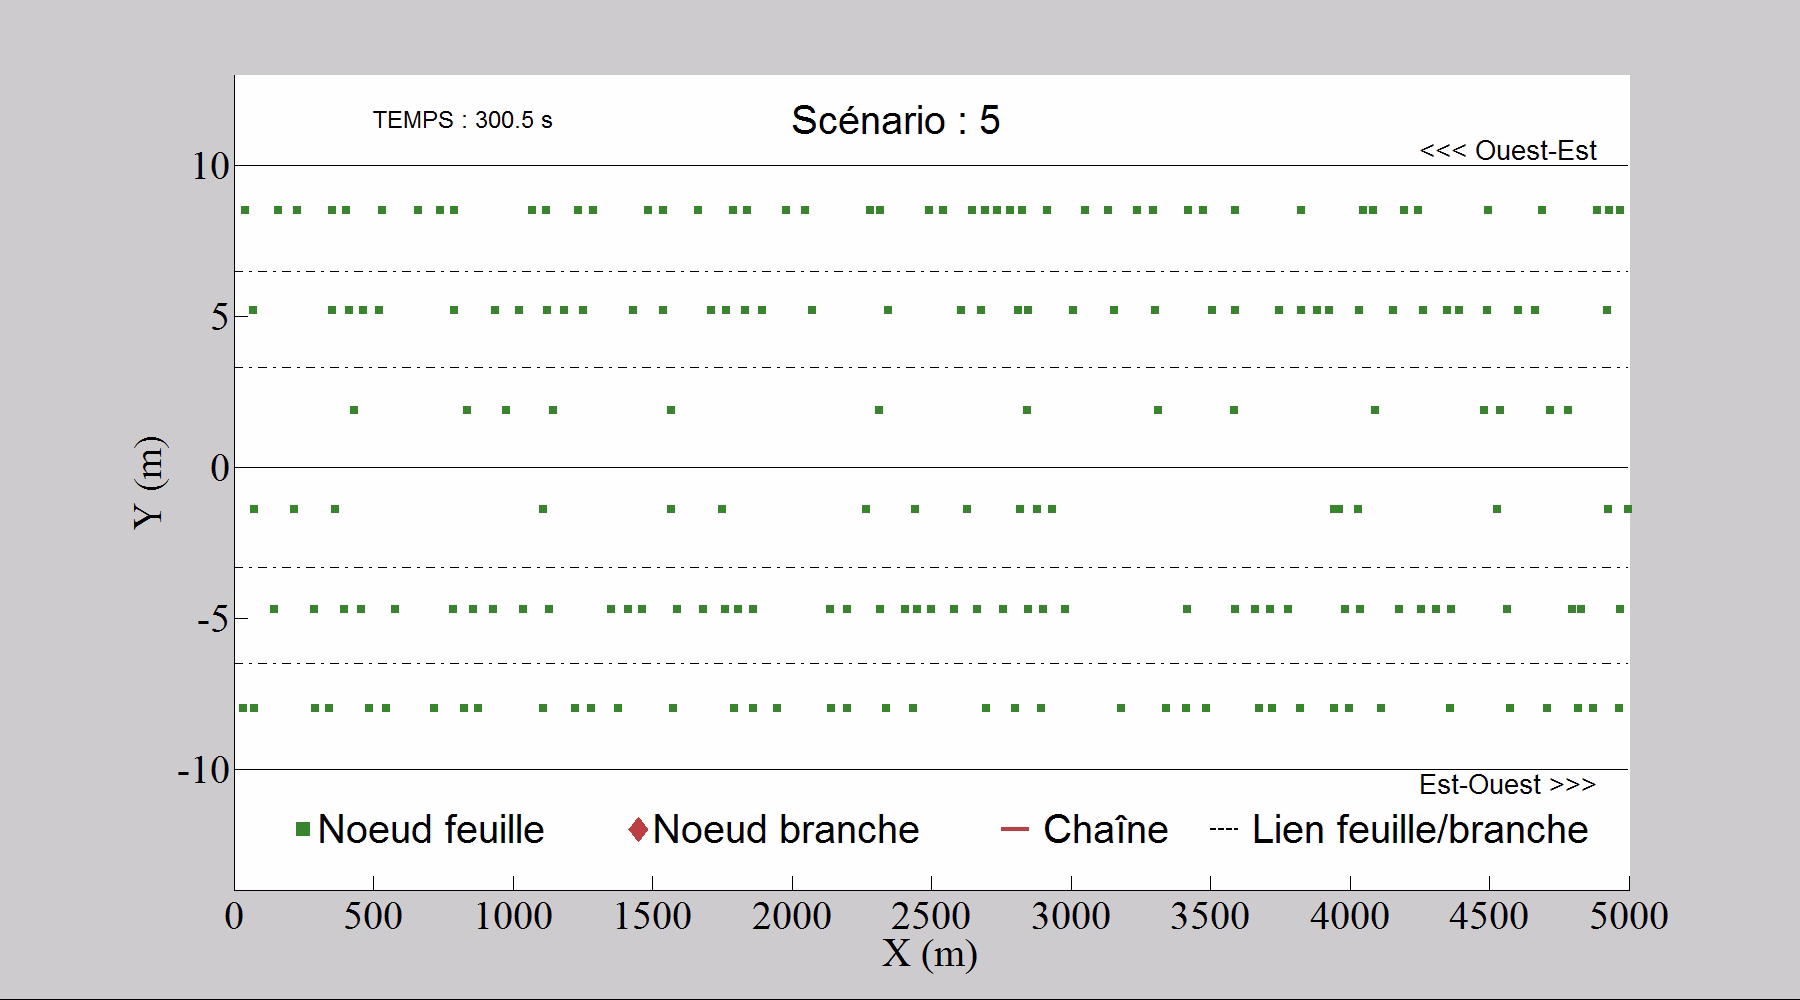 TEMPS : 300.5 s
Scénario : 5
<<< Ouest-Est
10
5
0
-5
-10
Y (m)
Est-Ouest >>>
Noeud feuille
Noeud branche
Chaîne
Lien feuille/branche
0 500 1000 1500 2000 2500 3000 3500 4000 4500 5000
X (m)